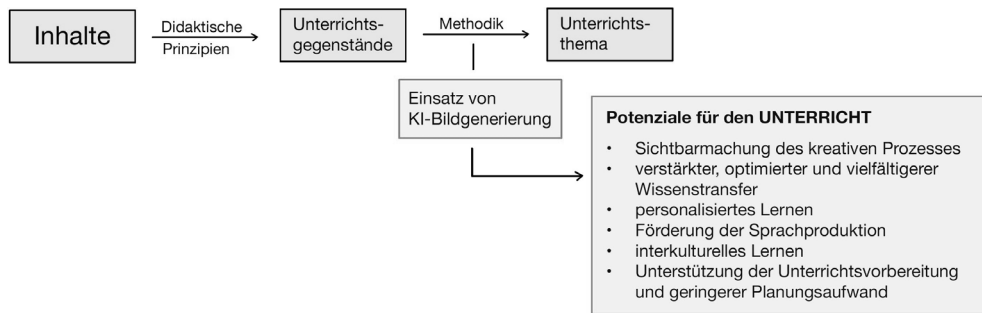 Inhalte
Didaktische
Prinzipien
Unterrichts-
gegenstände
Methodik
Unterrichts-
thema
Einsatz von
KI-Bildgenerierung
Potenziale für den UNTERRICHT
• Sichtbarmachung des kreativen Prozesses
• verstärkter, optimierter und vielfältigerer
Wissenstransfer
• personalisiertes Lernen
• Förderung der Sprachproduktion
• interkulturelles Lernen
• Unterstützung der Unterrichtsvorbereitung
und geringerer Planungsaufwand